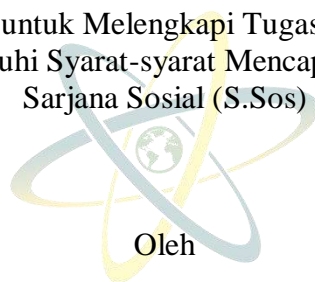 untuk Melengkapi Tugas
uhi Syarat-syarat Mencap
Sarjana Sosial (S.Sos)
Oleh